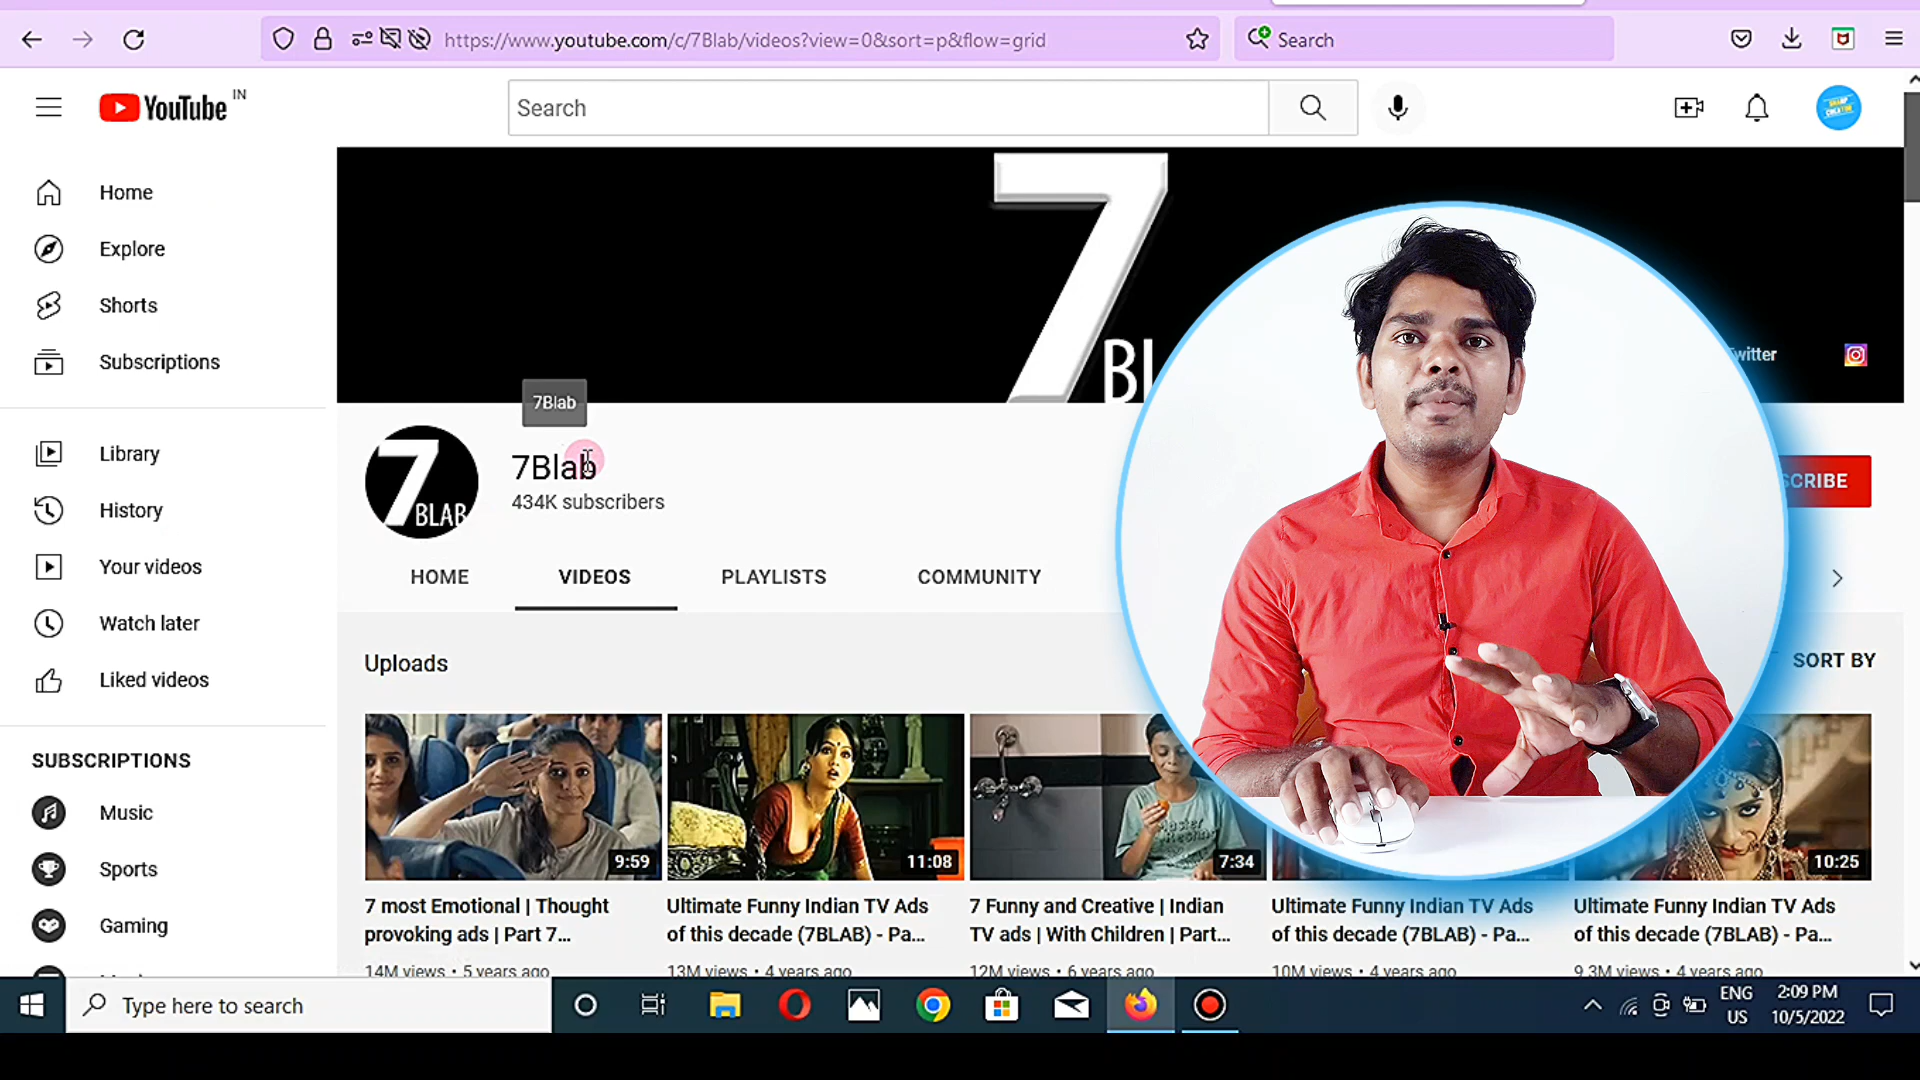 https://www.youtube.com/c/7Blab/videos?view=0&sort=p&flow=grid
Search
YouTube IN
Search
Home
Explore
Shorts
Subscriptions
Library
History
Your videos
Watch later
Liked videos
SUBSCRIPTIONS
Music
Sports
Gaming
7
BL
Twitter
7Blab
7
BLAB
7Blab
434K subscribers
SCRIBE
HOME
VIDEOS
PLAYLISTS
COMMUNITY
Uploads
SORT BY
9:59
11:08
7:34
10:25
7 most Emotional | Thought
provoking ads | Part 7...
14M views • 5 years ago
Ultimate Funny Indian TV Ads
of this decade (7BLAB) - Pa...
13M views • 4 years ago
7 Funny and Creative | Indian
TV ads | With Children | Part...
12M views • 6 years ago
Ultimate Funny Indian TV Ads
of this decade (7BLAB) - Pa...
10M views • 4 years ago
Ultimate Funny Indian TV Ads
of this decade (7BLAB) - Pa...
9.3M views • 4 years ago
Type here to search
ENG
US
2:09 PM
10/5/2022